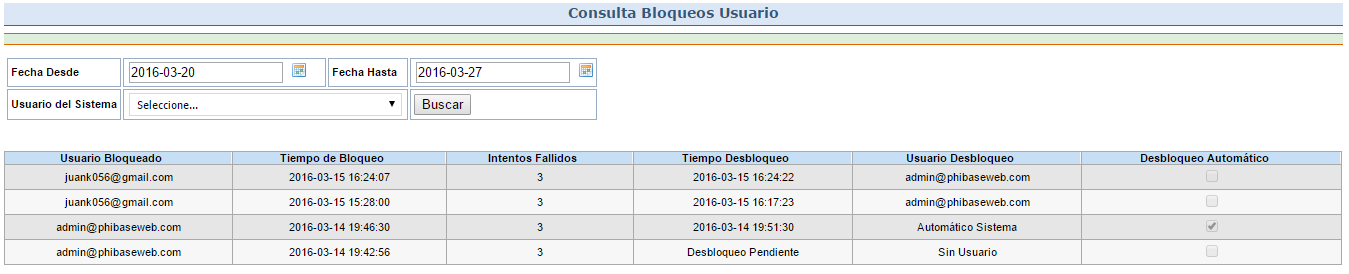 Consulta Bloqueos Usuario
Fecha Desde 2016-03-20 Fecha Hasta 2016-03-27
Usuario del Sistema Seleccione... Buscar
Usuario Bloqueado Tiempo de Bloqueo Intentos Fallidos Tiempo Desbloqueo Usuario Desbloqueo Desbloqueo Automático
juank056@gmail.com 2016-03-15 16:24:07 3 2016-03-15 16:24:22 admin@phibaseweb.com
juank056@gmail.com 2016-03-15 15:28:00 3 2016-03-15 16:17:23 admin@phibaseweb.com
admin@phibaseweb.com 2016-03-14 19:46:30 3 2016-03-14 19:51:30 Automático Sistema
admin@phibaseweb.com 2016-03-14 19:42:56 3 Desbloqueo Pendiente Sin Usuario